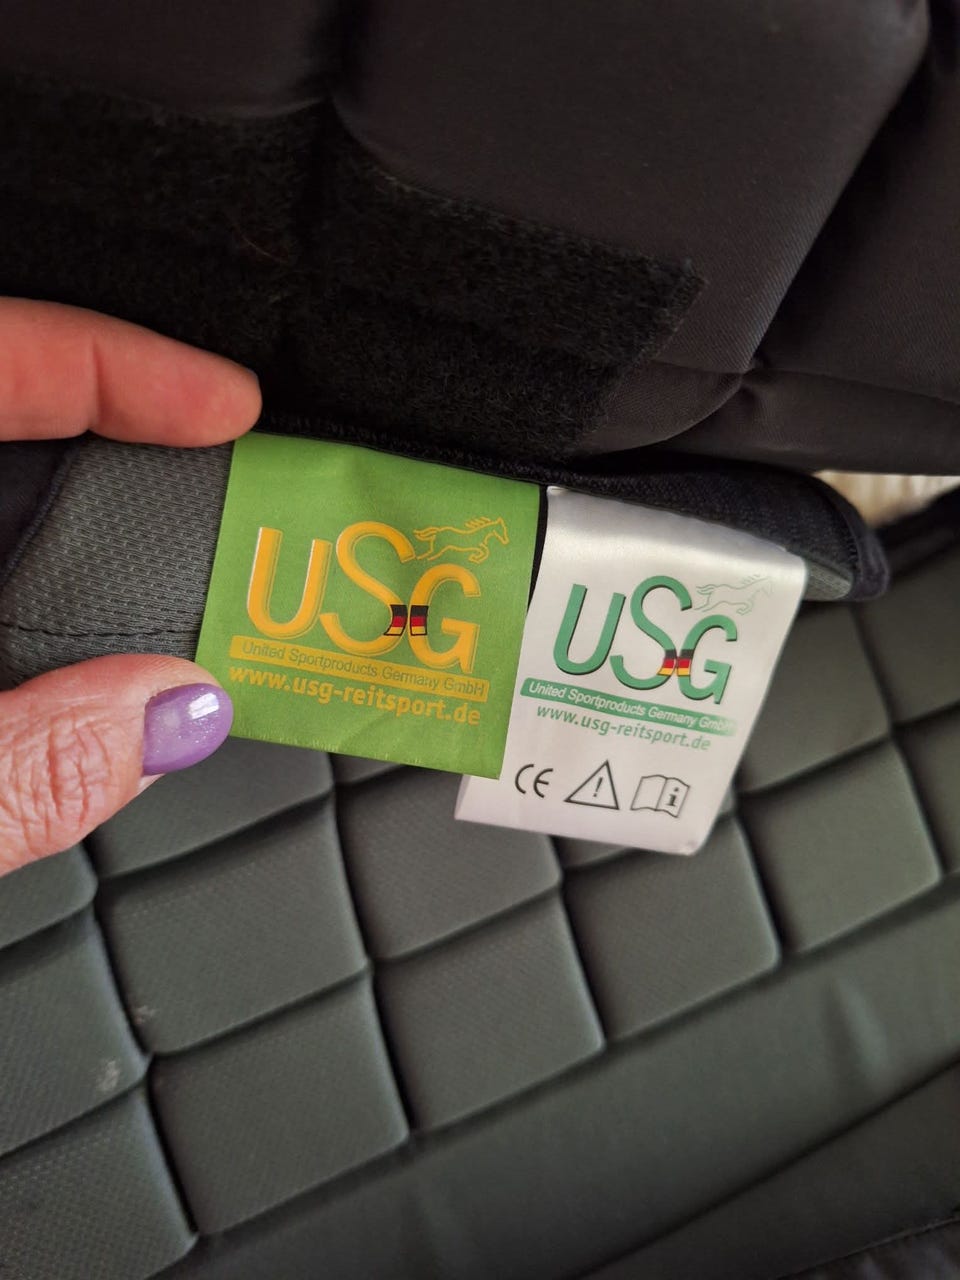 USG
United Sportproducts Germany GmbH
www.usg-reitsport.de
USG
United Sportproducts Germany GmbH
www.usg-reitsport.de
CE